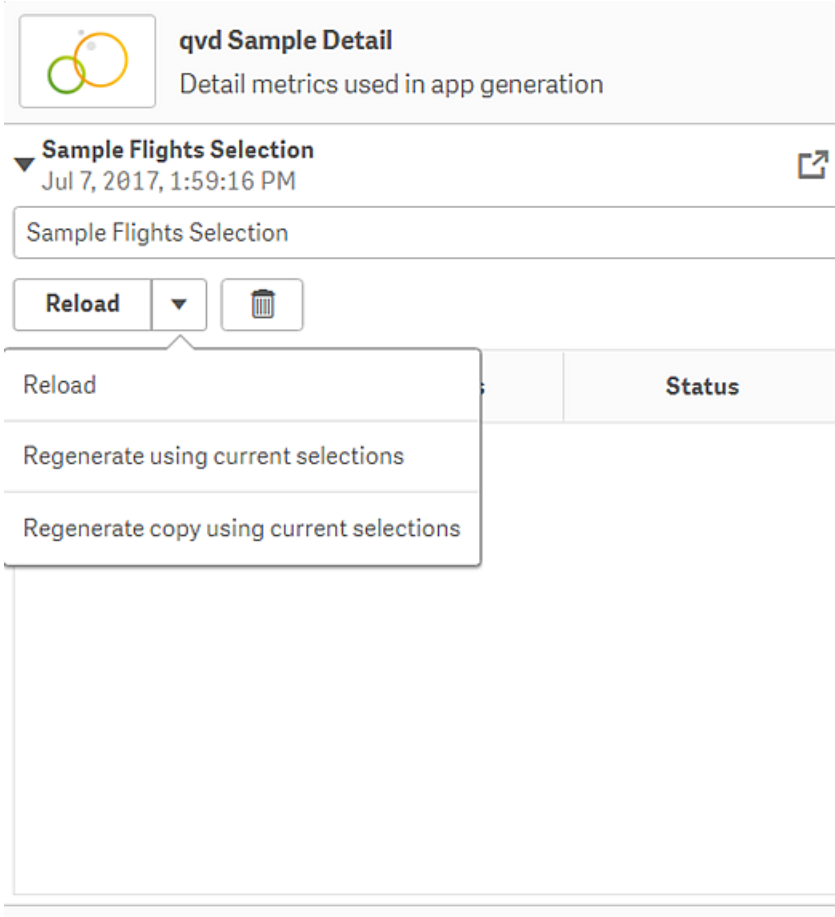 qvd Sample Detail
Detail metrics used in app generation
Sample Flights Selection
Jul 7, 2017, 1:59:16 PM
Sample Flights Selection
Reload
Reload
Status
Regenerate using current selections
Regenerate copy using current selections